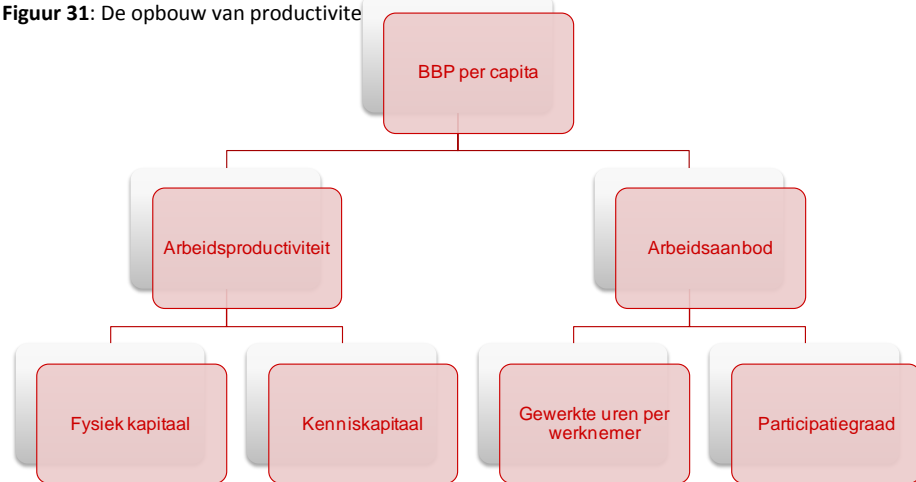 Figuur 31: De opbouw van productivite
BBP per capita
Arbeidsproductiviteit
Arbeidsaanbod
Fysiek kapitaal
Kenniskapitaal
Gewerkte uren per
werknemer
Participatiegraad